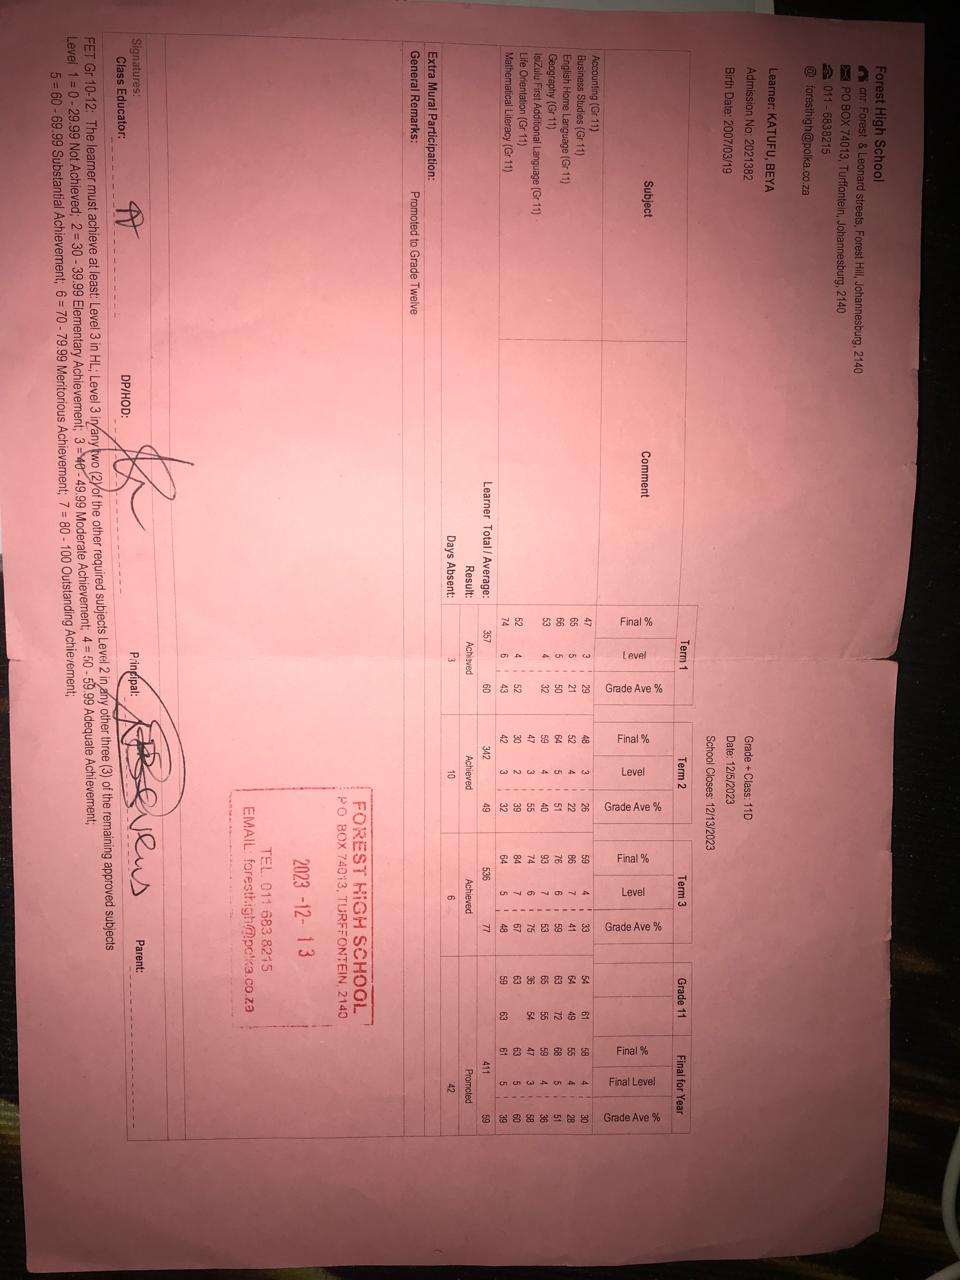 Forest High School
cnr. Forest & Leonard streets, Forest Hill, Johannesburg, 2140
PO BOX 74013, Turffontein, Johannesburg, 2140
011 - 6838215
@ foresthigh@polka.co.za
Learner: KATUFU, BEYA
Admission No: 2021382
Birth Date: 2007/03/19
Grade + Class: 11D
Date: 12/5/2023
School Closes: 12/13/2023
Term 1 Term 2 Term 3 Grade 11 Final for Year
Subject Comment Final % Level Grade Ave % Final % Level Grade Ave % Final % Level Grade Ave % Final % Final Level Grade Ave %
Accounting (Gr 11) 47 3 29 48 3 26 59 4 33 54 61 58 4 30
Business Studies (Gr 11) 65 5 21 52 4 22 86 7 41 64 49 55 4 28
English Home Language (Gr 11) 66 5 50 64 5 51 76 6 59 63 72 68 5 51
Geography (Gr 11) 53 4 32 59 4 40 93 7 53 65 55 59 4 36
IsiZulu First Additional Language (Gr 11) 47 3 55 74 6 75 36 54 47 3 58
Life Orientation (Gr 11) 52 4 52 30 2 39 84 7 67 63 63 5 60
Mathematical Literacy (Gr 11) 74 6 43 42 3 32 64 5 48 59 63 61 5 39
Learner Total / Average: 357 60 342 49 536 77 411 59
Result: Achieved Achieved Achieved Promoted
Days Absent: 3 10 6 42
Extra Mural Participation:
General Remarks: Promoted to Grade Twelve
FOREST HIGH SCHOOL
PO BOX 74013, TURFFONTEIN, 2140
2023 -12- 13
TEL. 011 683 8215
EMAIL: foresthigh@polka.co.za
Signatures:
Class Educator: DP/HOD: Principal: Parent:
FET Gr 10-12: The learner must achieve at least: Level 3 in HL; Level 3 in any two (2) of the other required subjects Level 2 in any other three (3) of the remaining approved subjects
Level 1 = 0 - 29.99 Not Achieved; 2 = 30 - 39.99 Elementary Achievement; 3 = 40 - 49.99 Moderate Achievement; 4 = 50 - 59.99 Adequate Achievement;
5 = 60 - 69.99 Substantial Achievement; 6 = 70 - 79.99 Meritorious Achievement; 7 = 80 - 100 Outstanding Achievement;